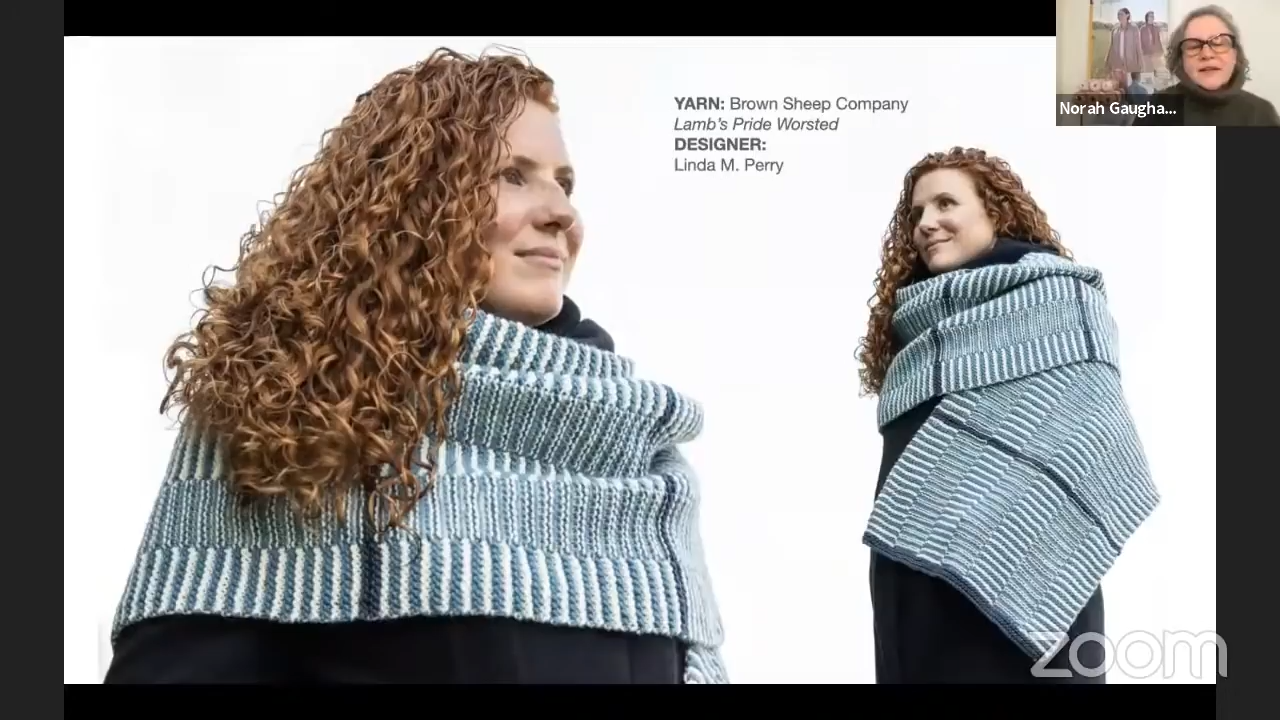 YARN: Brown Sheep Company
Lamb's Pride Worsted
DESIGNER:
Linda M. Perry
Norah Gaugha...
zoom